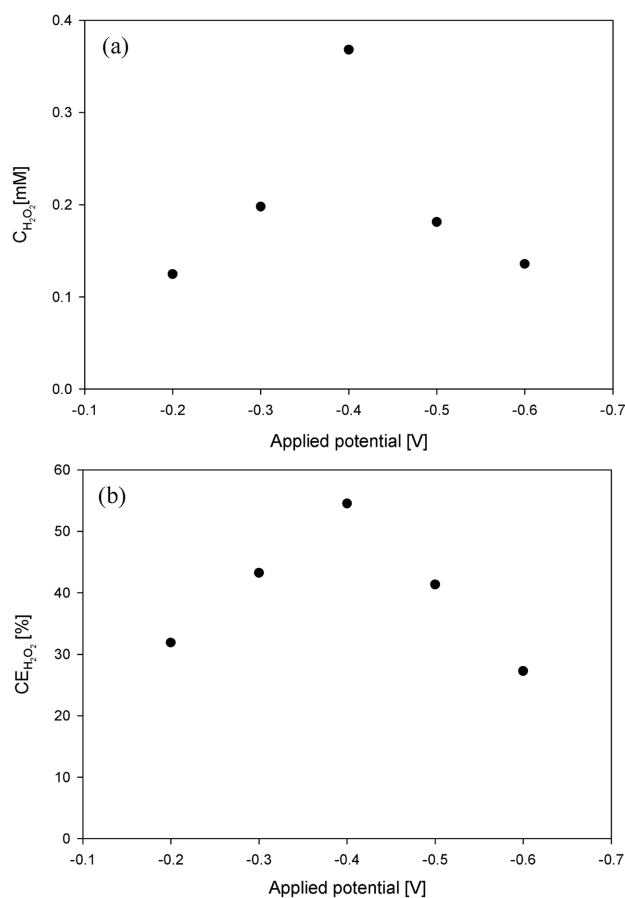 (a)
0.4
0.3
0.2
0.1
0.0
C_H₂O₂ [mM]
-0.1 -0.2 -0.3 -0.4 -0.5 -0.6 -0.7
Applied potential [V]
(b)
60
50
40
30
20
10
0
CE_H₂O₂ [%]
-0.1 -0.2 -0.3 -0.4 -0.5 -0.6 -0.7
Applied potential [V]